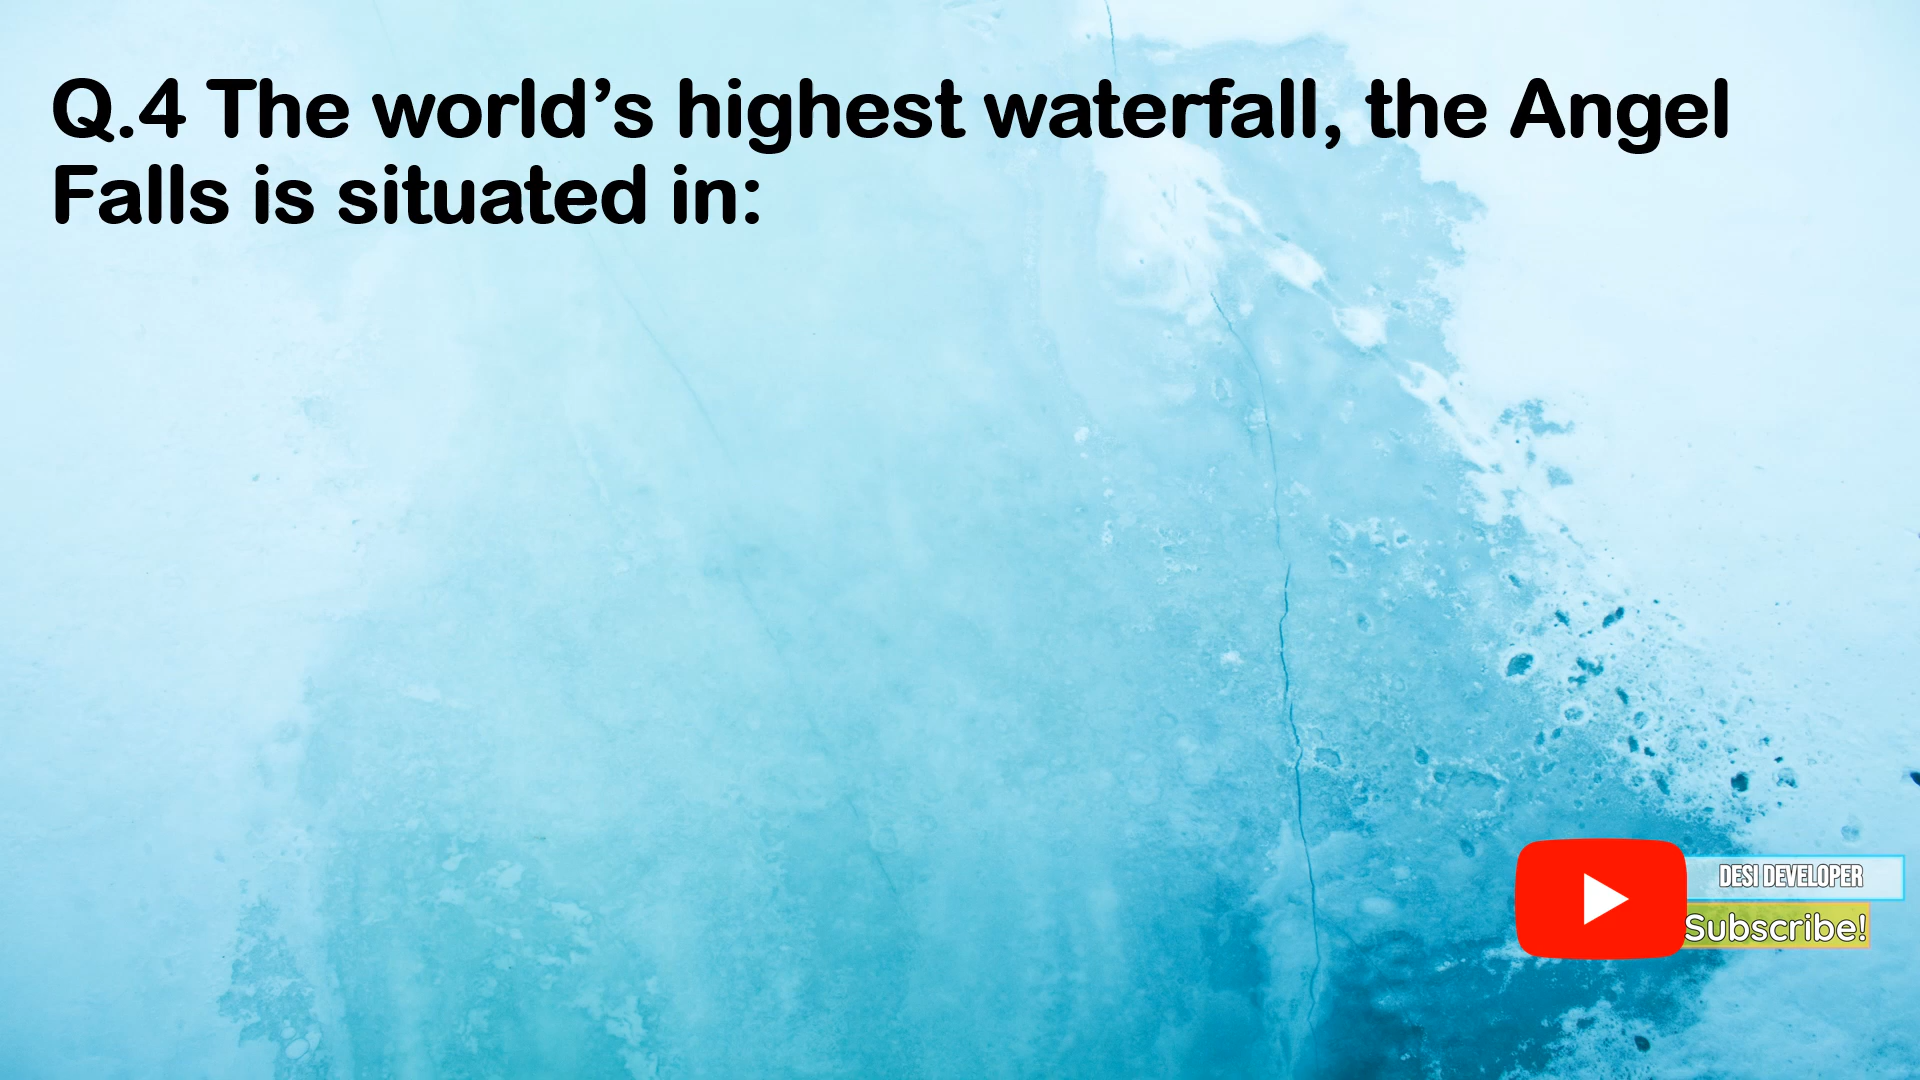 Q.4 The world’s highest waterfall, the Angel
Falls is situated in:
DESI DEVELOPER
Subscribe!